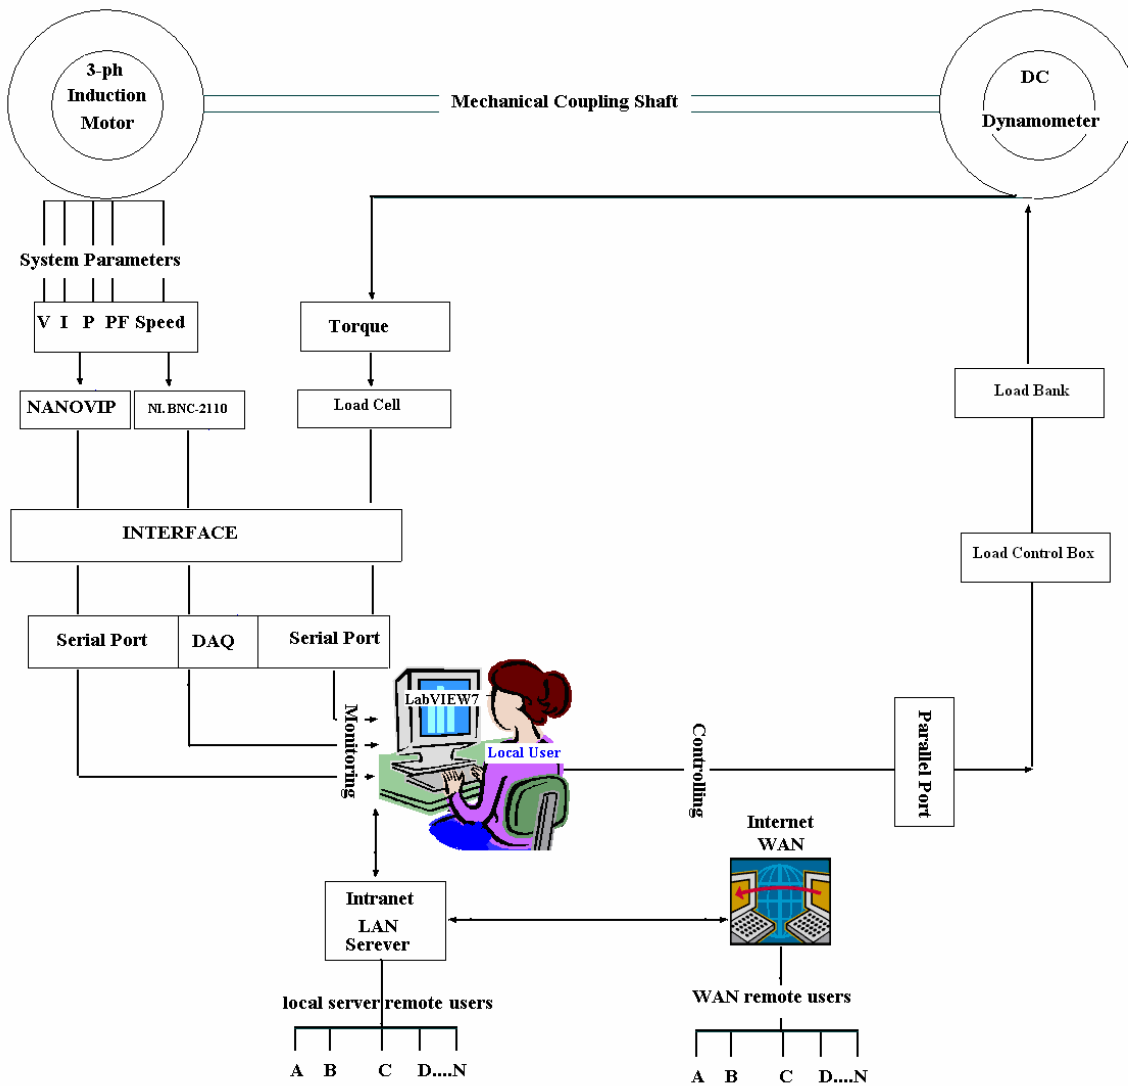 3-ph
Induction
Motor
Mechanical Coupling Shaft
DC
Dynamometer
System Parameters
V I P PF Speed
Torque
NANOVIP
NI. BNC-2110
Load Cell
Load Bank
INTERFACE
Load Control Box
Serial Port
DAQ
Serial Port
LabVIEW7
Local User
Monitoring
Controlling
Parallel Port
Internet
WAN
Intranet
LAN
Serever
local server remote users
WAN remote users
A B C D....N
A B C D....N